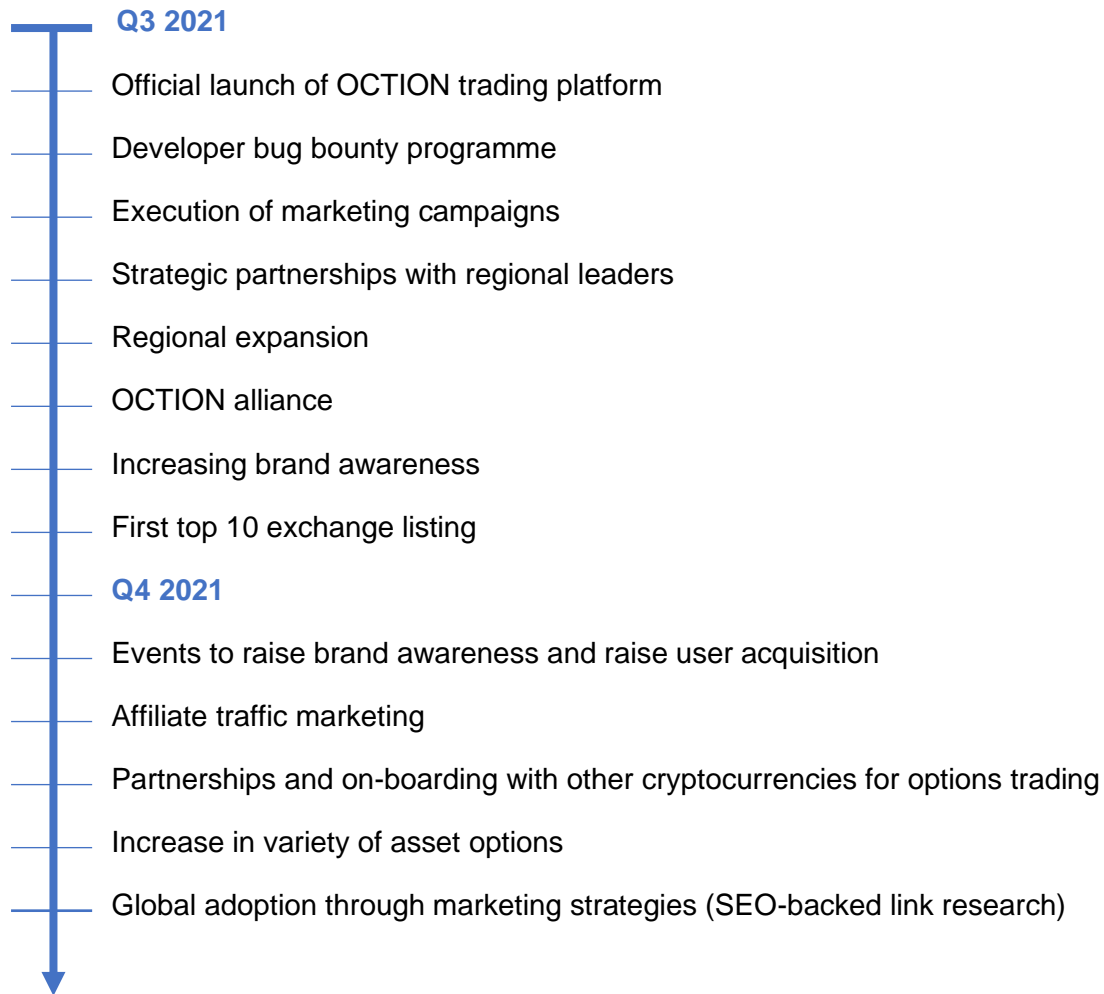 Q3 2021
Official launch of OCTION trading platform
Developer bug bounty programme
Execution of marketing campaigns
Strategic partnerships with regional leaders
Regional expansion
OCTION alliance
Increasing brand awareness
First top 10 exchange listing
Q4 2021
Events to raise brand awareness and raise user acquisition
Affiliate traffic marketing
Partnerships and on-boarding with other cryptocurrencies for options trading
Increase in variety of asset options
Global adoption through marketing strategies (SEO-backed link research)